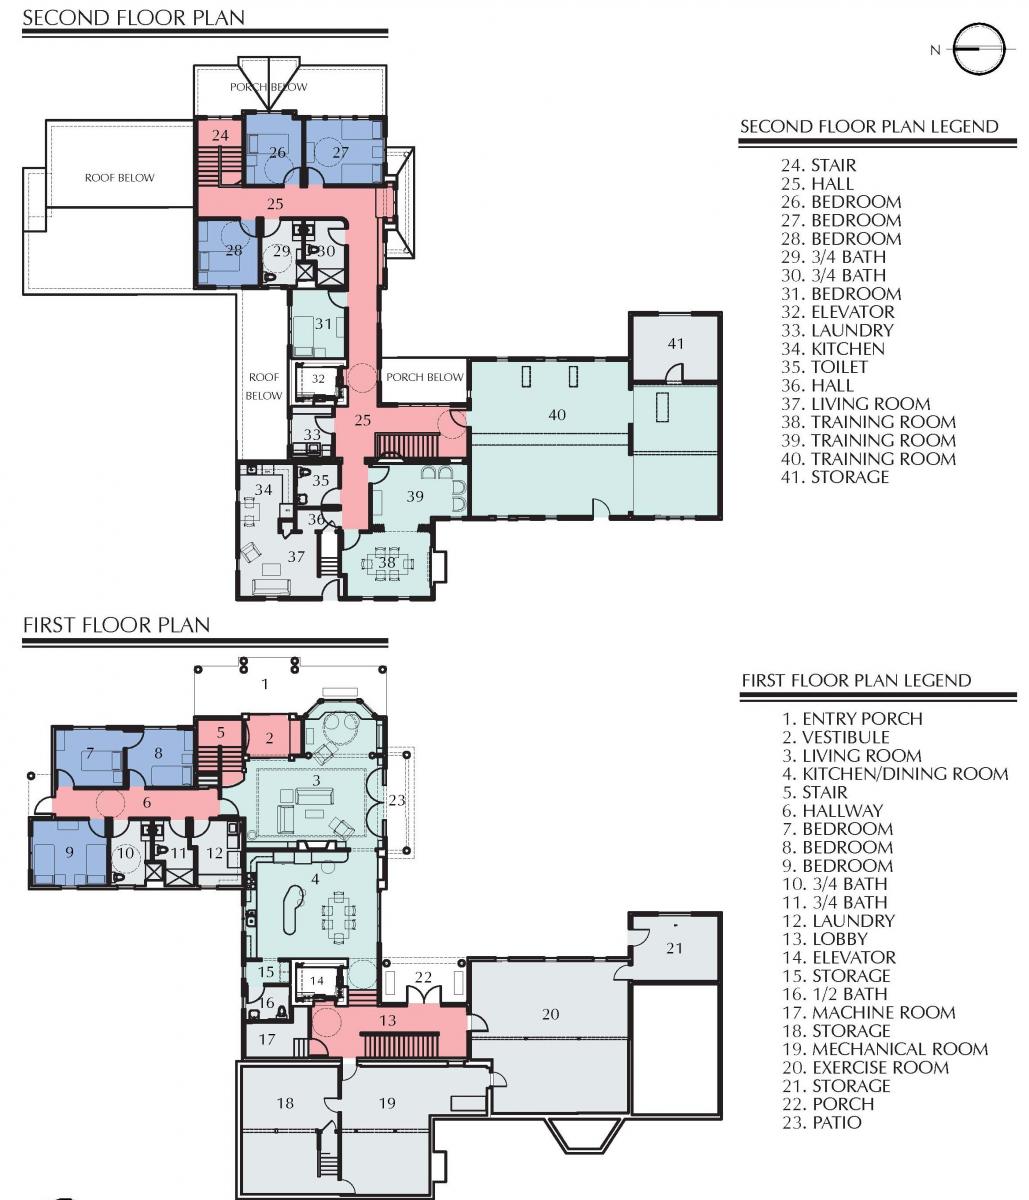 SECOND FLOOR PLAN
N
PORCH BELOW
SECOND FLOOR PLAN LEGEND
24
26
27
ROOF BELOW
25
28
29
30
31
32
33
ROOF
BELOW
PORCH BELOW
25
41
40
34
35
36
37
39
38
24. STAIR
25. HALL
26. BEDROOM
27. BEDROOM
28. BEDROOM
29. 3/4 BATH
30. 3/4 BATH
31. BEDROOM
32. ELEVATOR
33. LAUNDRY
34. KITCHEN
35. TOILET
36. HALL
37. LIVING ROOM
38. TRAINING ROOM
39. TRAINING ROOM
40. TRAINING ROOM
41. STORAGE
FIRST FLOOR PLAN
FIRST FLOOR PLAN LEGEND
1
5
2
7
8
3
6
23
9
10
11
12
4
15
14
22
21
16
13
20
17
18
19
1. ENTRY PORCH
2. VESTIBULE
3. LIVING ROOM
4. KITCHEN/DINING ROOM
5. STAIR
6. HALLWAY
7. BEDROOM
8. BEDROOM
9. BEDROOM
10. 3/4 BATH
11. 3/4 BATH
12. LAUNDRY
13. LOBBY
14. ELEVATOR
15. STORAGE
16. 1/2 BATH
17. MACHINE ROOM
18. STORAGE
19. MECHANICAL ROOM
20. EXERCISE ROOM
21. STORAGE
22. PORCH
23. PATIO